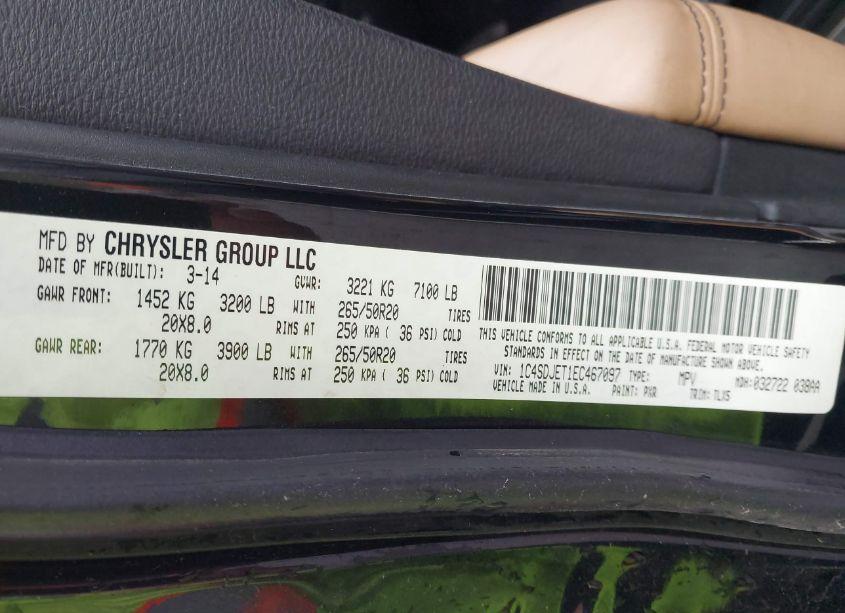 MFD BY CHRYSLER GROUP LLC
DATE OF MFR(BUILT): 3-14 GVWR: 3221 KG 7100 LB
GAWR FRONT: 1452 KG 3200 LB WITH 265/50R20 TIRES
20X8.0 RIMS AT 250 KPA ( 36 PSI) COLD
GAWR REAR: 1770 KG 3900 LB WITH 265/50R20 TIRES
20X8.0 RIMS AT 250 KPA ( 36 PSI) COLD
THIS VEHICLE CONFORMS TO ALL APPLICABLE U.S.A. FEDERAL MOTOR VEHICLE SAFETY
STANDARDS IN EFFECT ON THE DATE OF MANUFACTURE SHOWN ABOVE.
VIN: 1C4SDJET1EC467097 TYPE: MPV MDH: 032722 038AA
VEHICLE MADE IN U.S.A. PAINT: PXR TRIM: TLX5